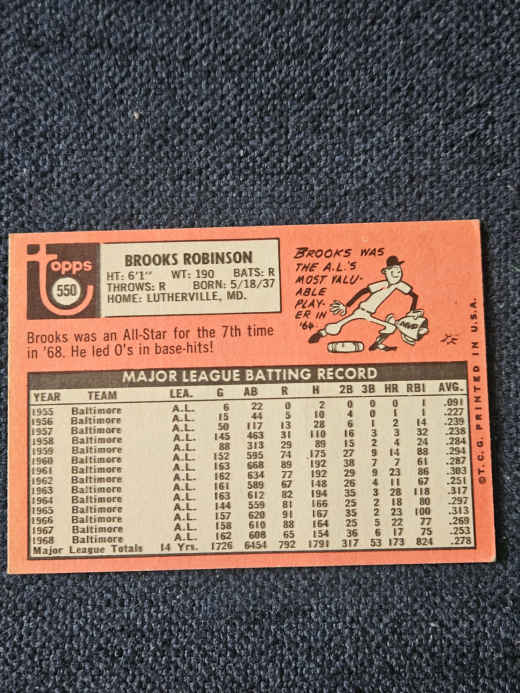 Topps
550
BROOKS ROBINSON
HT: 6'1" WT: 190 BATS: R
THROWS: R BORN: 5/18/37
HOME: LUTHERVILLE, MD.
Brooks was an All-Star for the 7th time
in '68. He led O's in base-hits!
BROOKS WAS
THE A.L.'S
MOST VALU-
ABLE
PLAY-
ER IN
'64.
MVP
MAJOR LEAGUE BATTING RECORD
YEAR TEAM LEA. G AB R H 2B 3B HR RBI AVG.
1955 Baltimore A.L. 6 22 0 2 0 0 0 1 .091
1956 Baltimore A.L. 15 44 5 10 4 0 1 1 .227
1957 Baltimore A.L. 50 117 13 28 6 1 2 14 .239
1958 Baltimore A.L. 145 463 31 110 16 3 3 32 .238
1959 Baltimore A.L. 88 313 29 89 15 2 4 24 .284
1960 Baltimore A.L. 152 595 74 175 27 9 14 88 .294
1961 Baltimore A.L. 163 668 89 192 38 7 7 61 .287
1962 Baltimore A.L. 162 634 77 192 29 9 23 86 .303
1963 Baltimore A.L. 161 589 67 148 26 4 11 67 .251
1964 Baltimore A.L. 163 612 82 194 35 3 28 118 .317
1965 Baltimore A.L. 144 559 81 166 25 2 18 80 .297
1966 Baltimore A.L. 157 620 91 167 35 2 23 100 .313
1967 Baltimore A.L. 158 610 88 164 25 5 22 77 .269
1968 Baltimore A.L. 162 608 65 154 36 6 17 75 .253
Major League Totals 14 Yrs. 1726 6454 792 1791 317 53 173 824 .278
© T.C.G. PRINTED IN U.S.A.